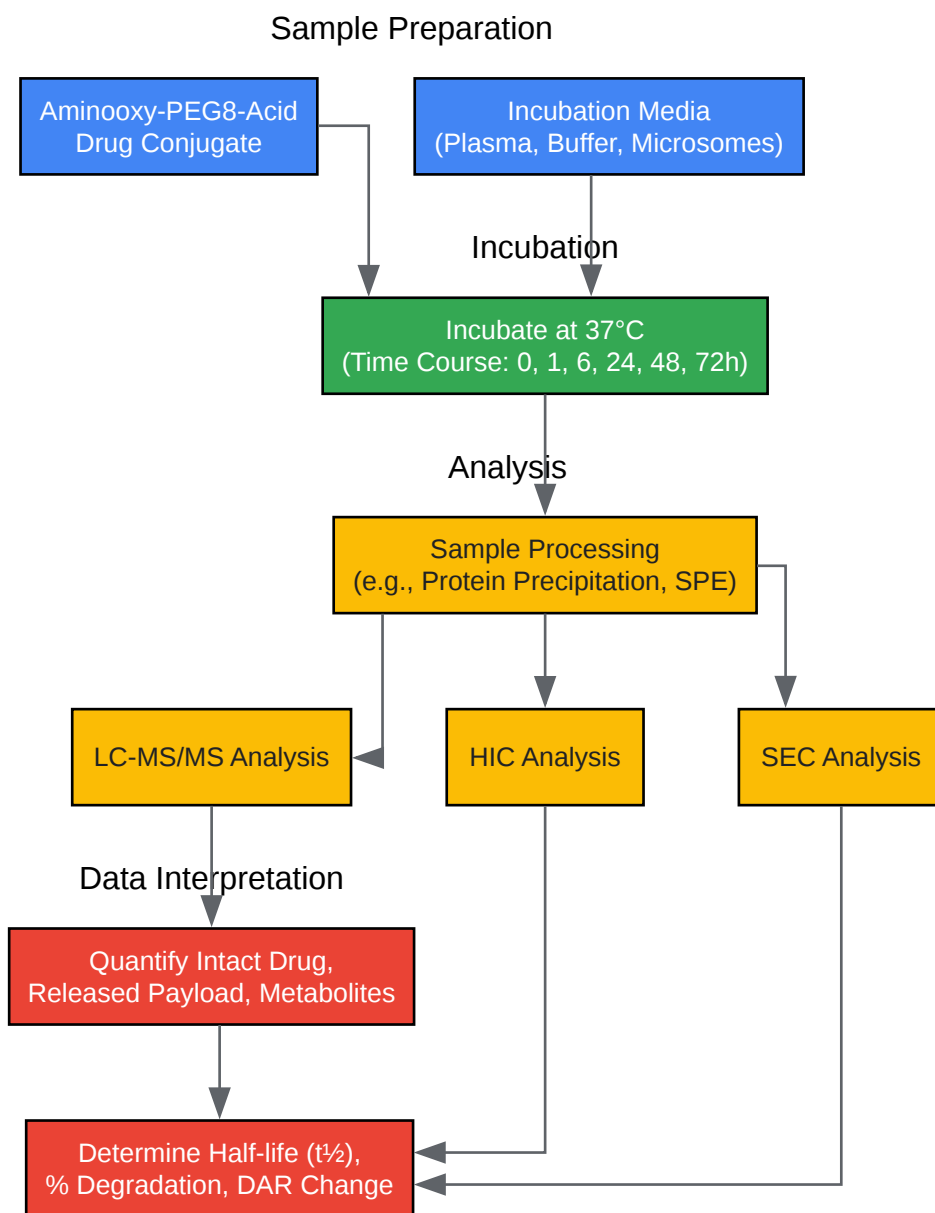 Sample Preparation
Aminooxy-PEG8-Acid
Drug Conjugate
Incubation Media
(Plasma, Buffer, Microsomes)
Incubation
Incubate at 37°C
(Time Course: 0, 1, 6, 24, 48, 72h)
Analysis
Sample Processing
(e.g., Protein Precipitation, SPE)
LC-MS/MS Analysis
HIC Analysis
SEC Analysis
Data Interpretation
Quantify Intact Drug,
Released Payload, Metabolites
Determine Half-life (t½),
% Degradation, DAR Change